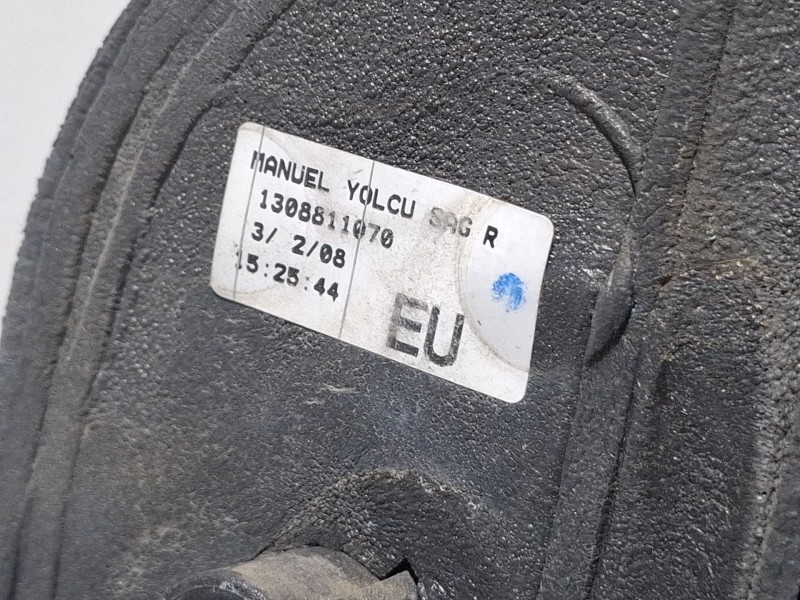 MANUEL YOLCU SAG R
1308811070
3/ 2/08
15:25:44
EU